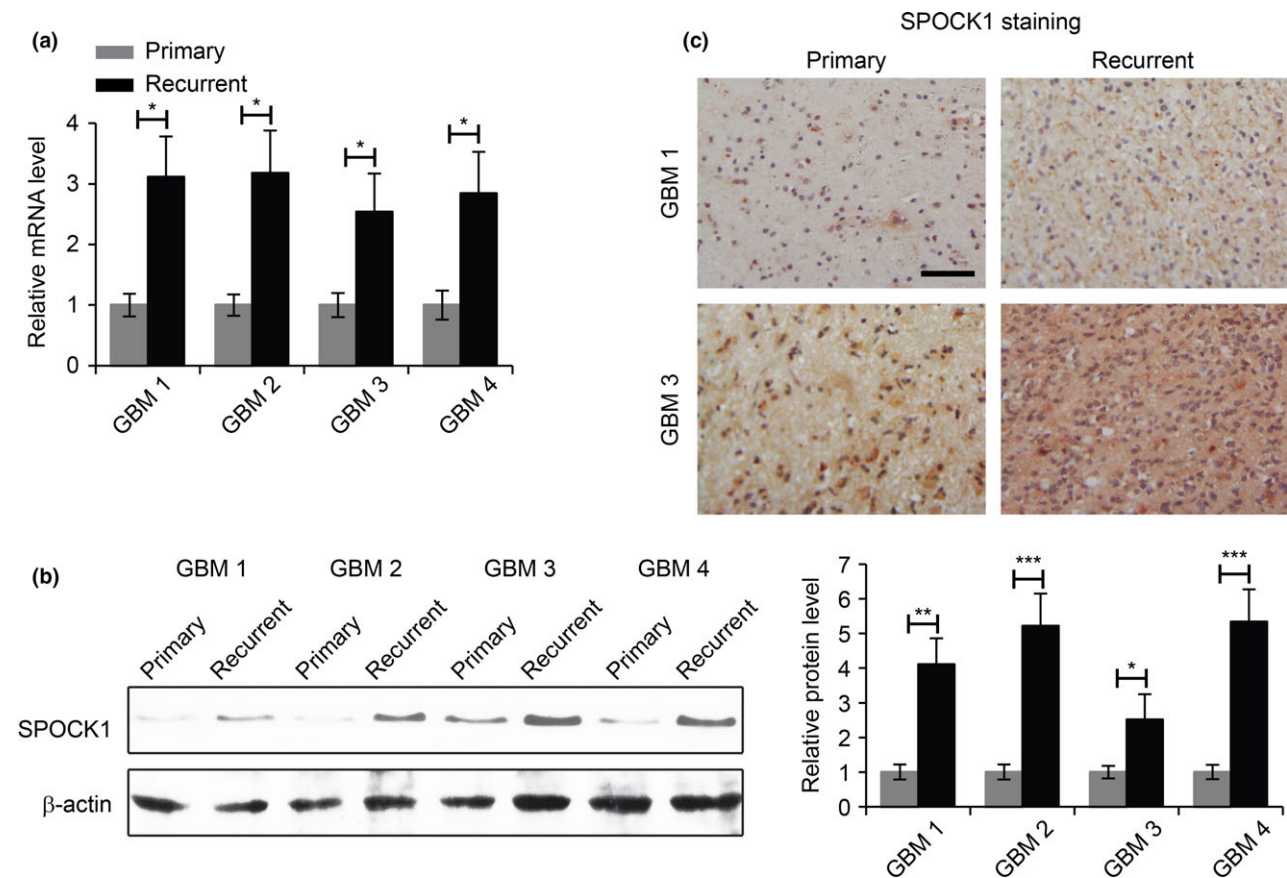 (a)
Primary
Recurrent
* * * *
Relative mRNA level
4
3
2
1
0
GBM 1
GBM 2
GBM 3
GBM 4
(c)
SPOCK1 staining
Primary Recurrent
GBM 1
GBM 3
(b)
GBM 1 GBM 2 GBM 3 GBM 4
Primary Recurrent Primary Recurrent Primary Recurrent Primary Recurrent
SPOCK1
β-actin
Relative protein level
7
6
5
4
3
2
1
0
** *** * ***
GBM 1
GBM 2
GBM 3
GBM 4